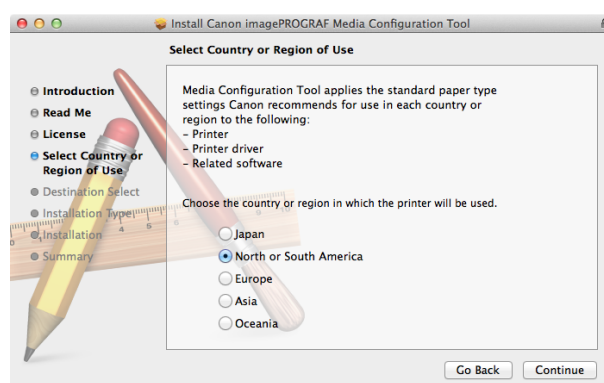 Install Canon imagePROGRAF Media Configuration Tool
Select Country or Region of Use
Introduction
Read Me
License
Select Country or
Region of Use
Destination Select
Installation Type
Installation
Summary
Media Configuration Tool applies the standard paper type
settings Canon recommends for use in each country or
region to the following:
– Printer
– Printer driver
– Related software
Choose the country or region in which the printer will be used.
Japan
North or South America
Europe
Asia
Oceania
4 5 6
Go Back
Continue